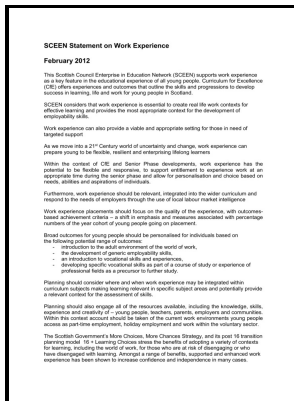 SCEEN Statement on Work Experience
February 2012
This Scottish Council Enterprise in Education Network (SCEEN) supports work experience
as a key feature in the educational experience of all young people. Curriculum for Excellence
(CfE) offers experiences and outcomes that outline the skills and progressions to develop
success in learning, life and work for young people in Scotland.
SCEEN considers that work experience is essential to create real life work contexts for
effective learning and provides the most appropriate context for the development of
employability skills.
Work experience can also provide a viable and appropriate setting for those in need of
targeted support
As we move into a 21st Century world of uncertainty and change, work experience can
prepare young to be flexible, resilient and enterprising lifelong learners
Within the context of CfE and Senior Phase developments, work experience has the
potential to be flexible and responsive, to support entitlement to experience work at an
appropriate time during the senior phase and allow for personalisation and choice based on
needs, abilities and aspirations of individuals.
Furthermore, work experience should be relevant, integrated into the wider curriculum and
respond to the needs of employers through the use of local labour market intelligence
Work experience placements should focus on the quality of the experience, with outcomes-
based achievement criteria – a shift in emphasis and measures associated with percentage
numbers of the year cohort of young people going on placement.
Broad outcomes for young people should be personalised for individuals based on
the following potential range of outcomes:
- introduction to the adult environment of the world of work,
- the development of generic employability skills,
- an introduction to vocational skills and experiences,
- developing specific vocational skills as part of a course of study or experience of
professional fields as a precursor to further study.
Planning should consider where and when work experience may be integrated within
curriculum subjects making learning relevant in specific subject areas and potentially provide
a relevant context for the assessment of skills.
Planning should also engage all of the resources available, including the knowledge, skills,
experience and creativity of – young people, teachers, parents, employers and communities.
Within this context account should be taken of the current work environments young people
access as part-time employment, holiday employment and work within the voluntary sector.
The Scottish Government's More Choices, More Chances Strategy, and its post 16 transition
planning model 16 + Learning Choices stress the benefits of adopting a variety of contexts
for learning, including the world of work, for those who are at risk of disengaging or who
have disengaged with learning. Amongst a range of benefits, supported and enhanced work
experience has been shown to increase confidence and independence in many cases.